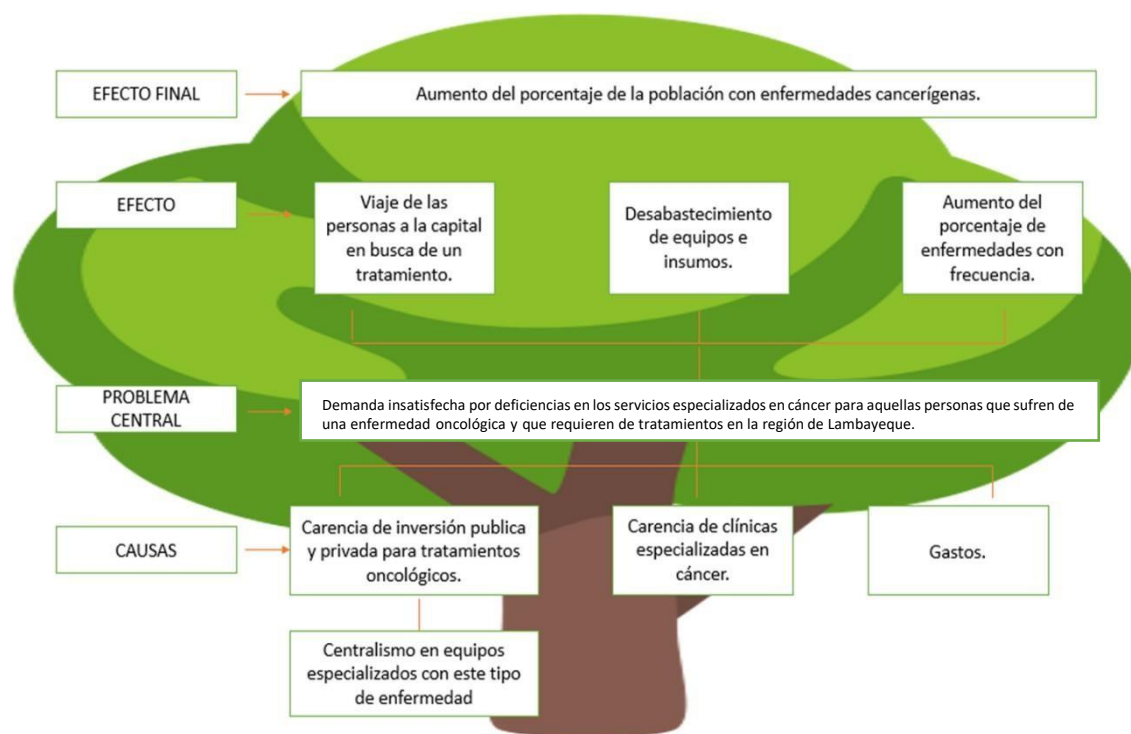 EFECTO FINAL
Aumento del porcentaje de la población con enfermedades cancerígenas.
EFECTO
Viaje de las
personas a la capital
en busca de un
tratamiento.
Desabastecimiento
de equipos e
insumos.
Aumento del
porcentaje de
enfermedades con
frecuencia.
PROBLEMA
CENTRAL
Demanda insatisfecha por deficiencias en los servicios especializados en cáncer para aquellas personas que sufren de
una enfermedad oncológica y que requieren de tratamientos en la región de Lambayeque.
CAUSAS
Carencia de inversión publica
y privada para tratamientos
oncológicos.
Carencia de clínicas
especializadas en
cáncer.
Gastos.
Centralismo en equipos
especializados con este tipo
de enfermedad